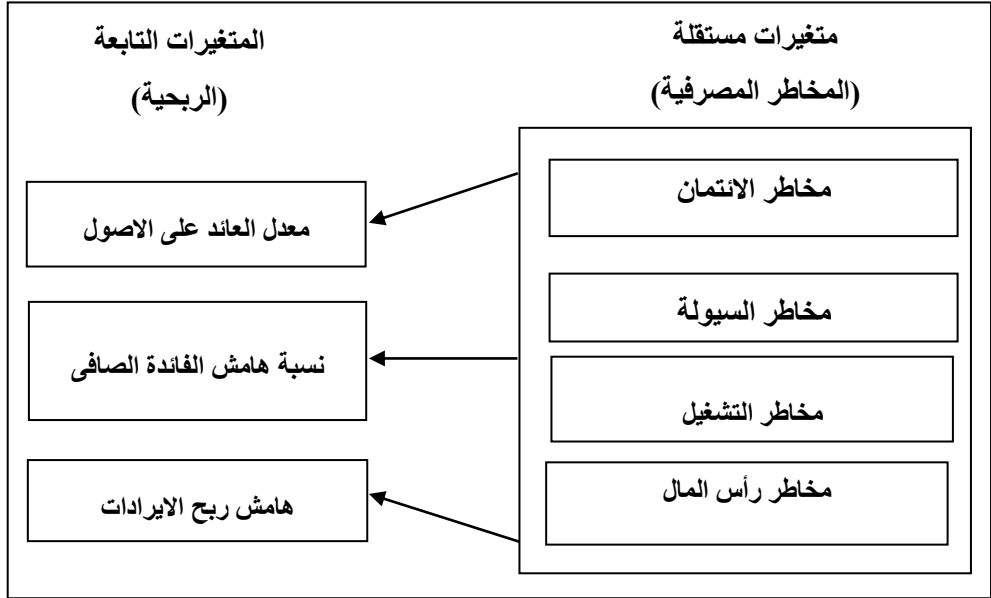 متغيرات مستقلة
(المخاطر المصرفية)
مخاطر الائتمان
مخاطر السيولة
مخاطر التشغيل
مخاطر رأس المال
المتغيرات التابعة
(الربحية)
معدل العائد على الاصول
نسبة هامش الفائدة الصافى
هامش ربح الايرادات